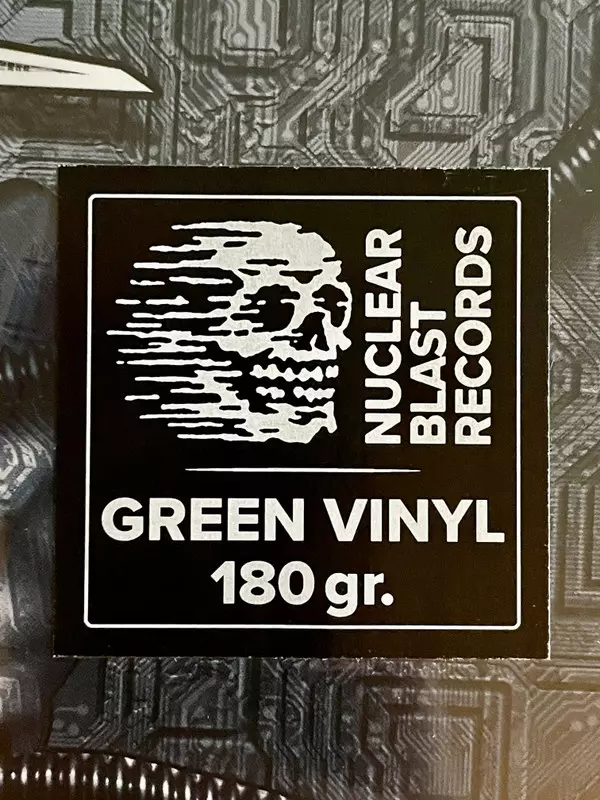 NUCLEAR
BLAST
RECORDS
GREEN VINYL
180 gr.